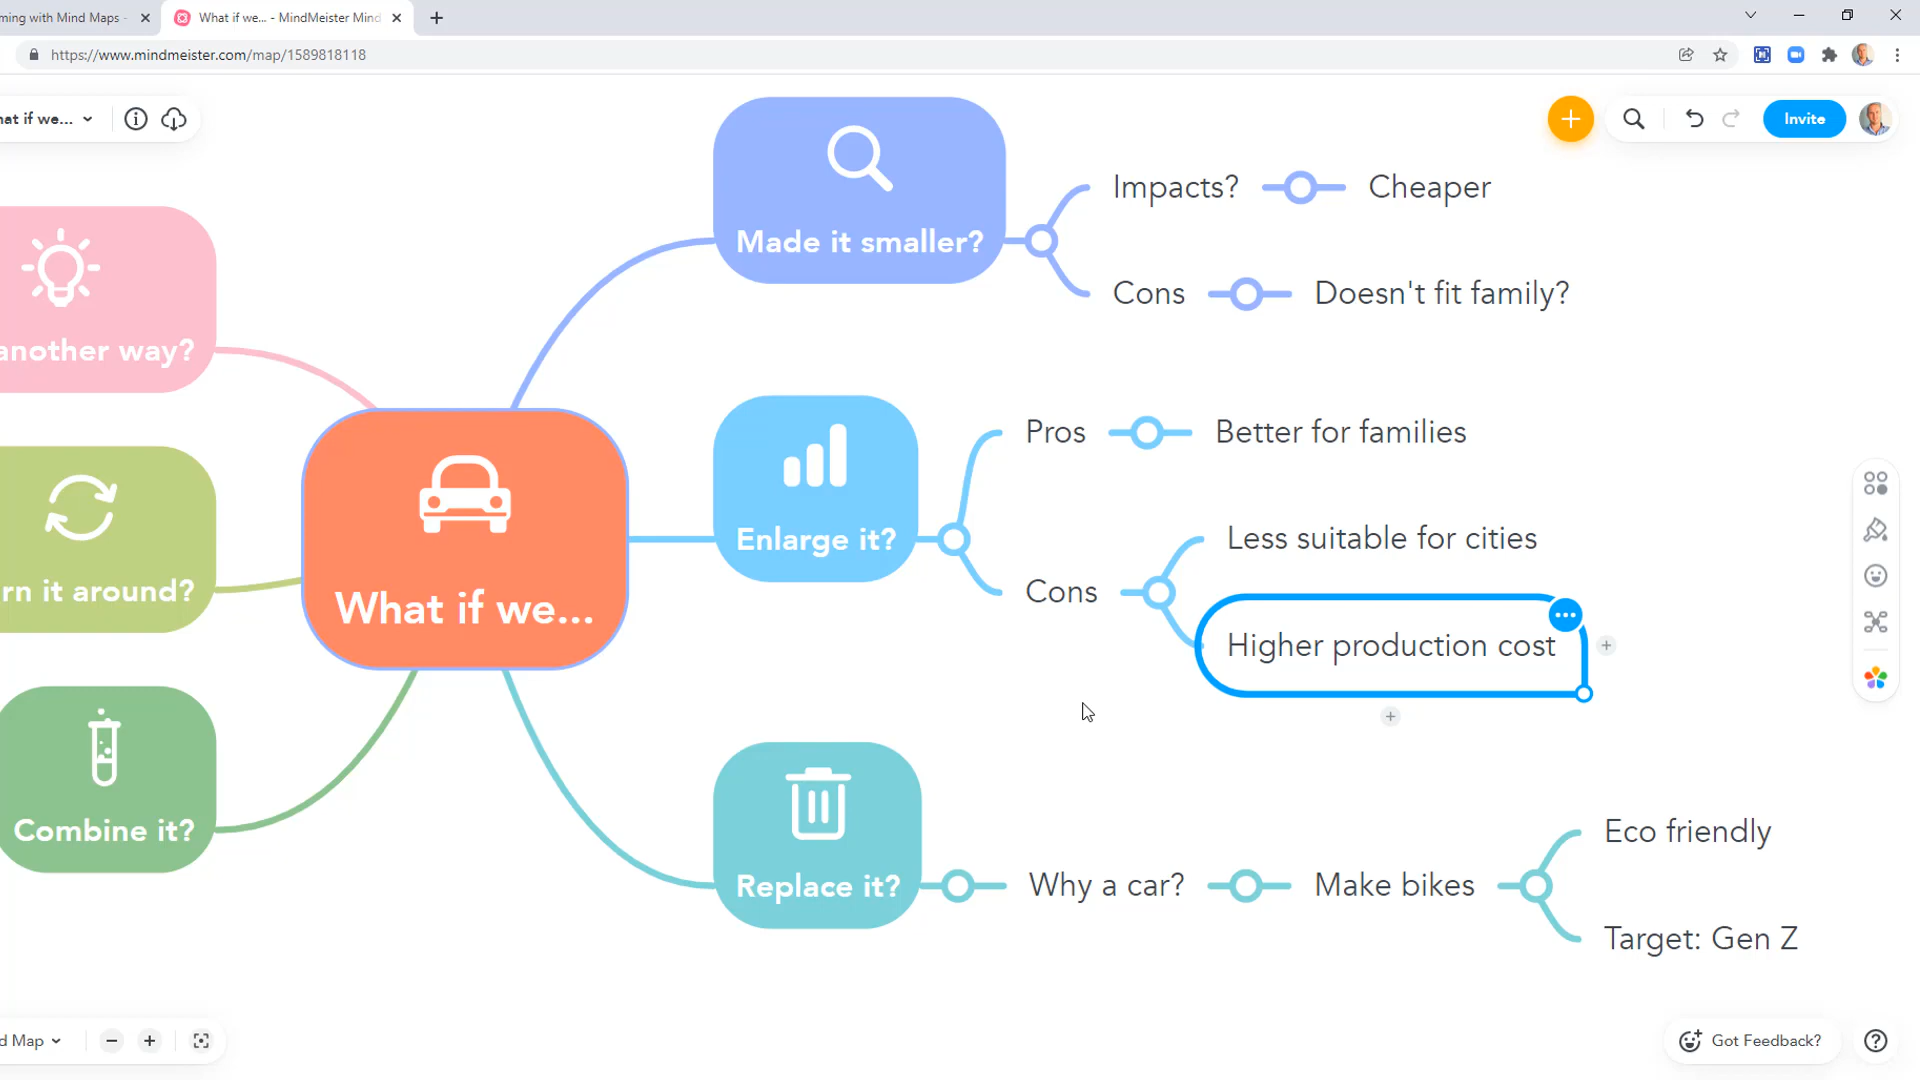 ming with Mind Maps -
What if we... - MindMeister Mind
https://www.mindmeister.com/map/1589818118
hat if we...
Invite
Made it smaller?
Impacts?
Cheaper
Cons
Doesn't fit family?
another way?
rn it around?
Combine it?
What if we...
Enlarge it?
Pros
Better for families
Cons
Less suitable for cities
Higher production cost
Replace it?
Why a car?
Make bikes
Eco friendly
Target: Gen Z
d Map
Got Feedback?